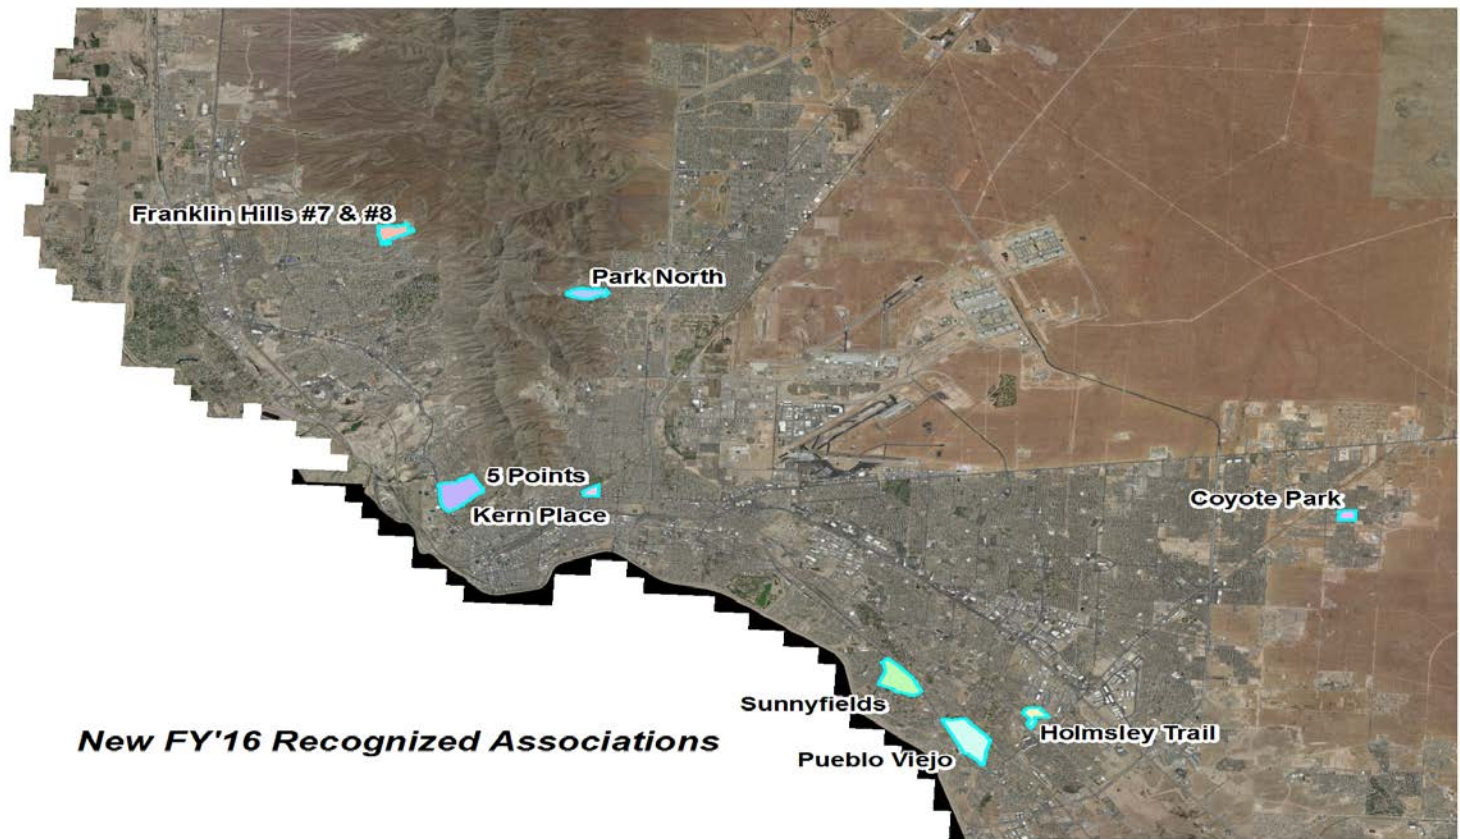 Franklin Hills #7 & #8
Park North
5 Points
Kern Place
Coyote Park
Sunnyfields
Holmsley Trail
Pueblo Viejo
New FY'16 Recognized Associations